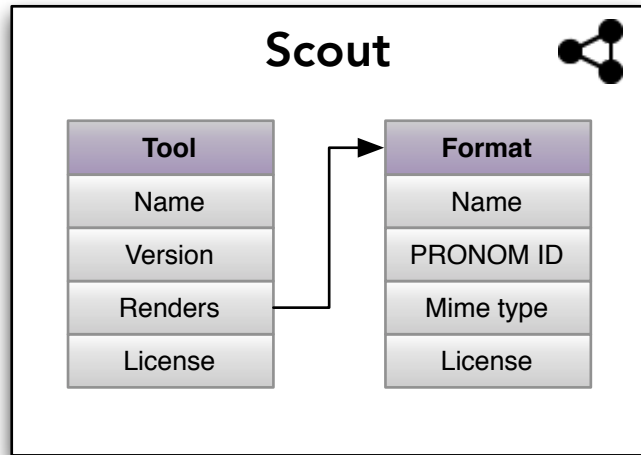 Scout
Tool
Name
Version
Renders
License
Format
Name
PRONOM ID
Mime type
License